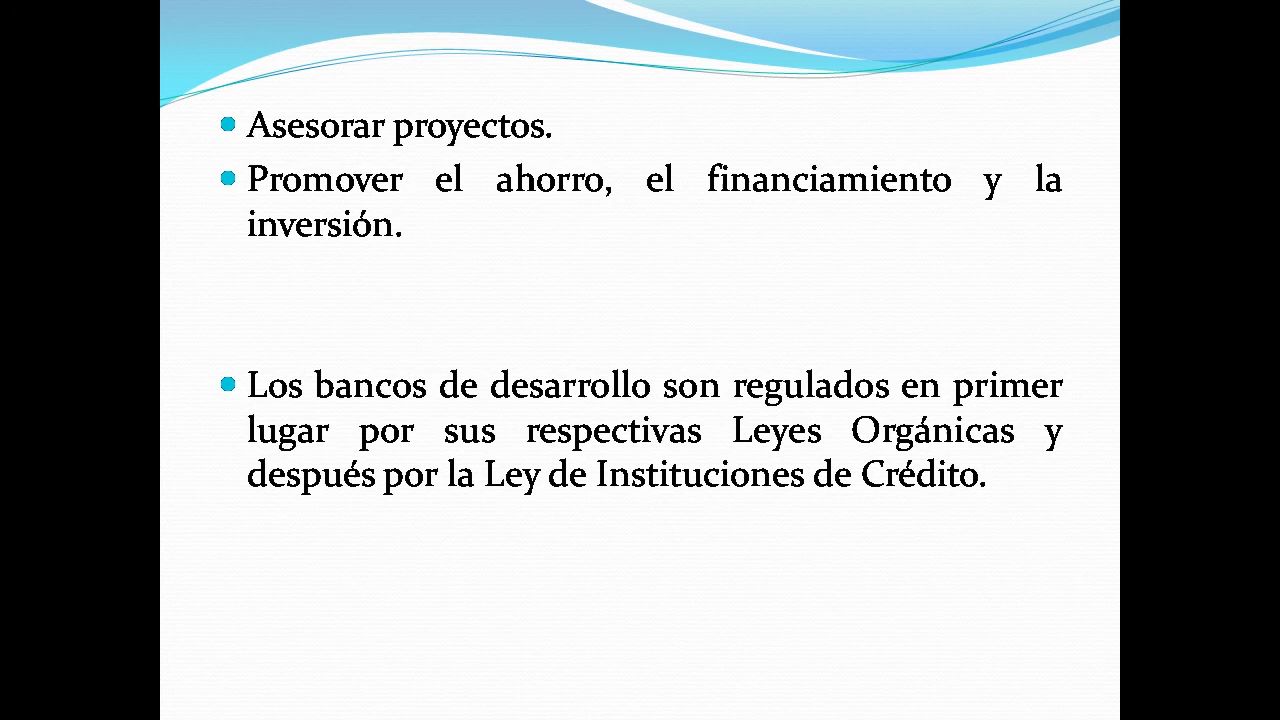 Asesorar proyectos.
Promover el ahorro, el financiamiento y la
inversión.
Los bancos de desarrollo son regulados en primer
lugar por sus respectivas Leyes Orgánicas y
después por la Ley de Instituciones de Crédito.